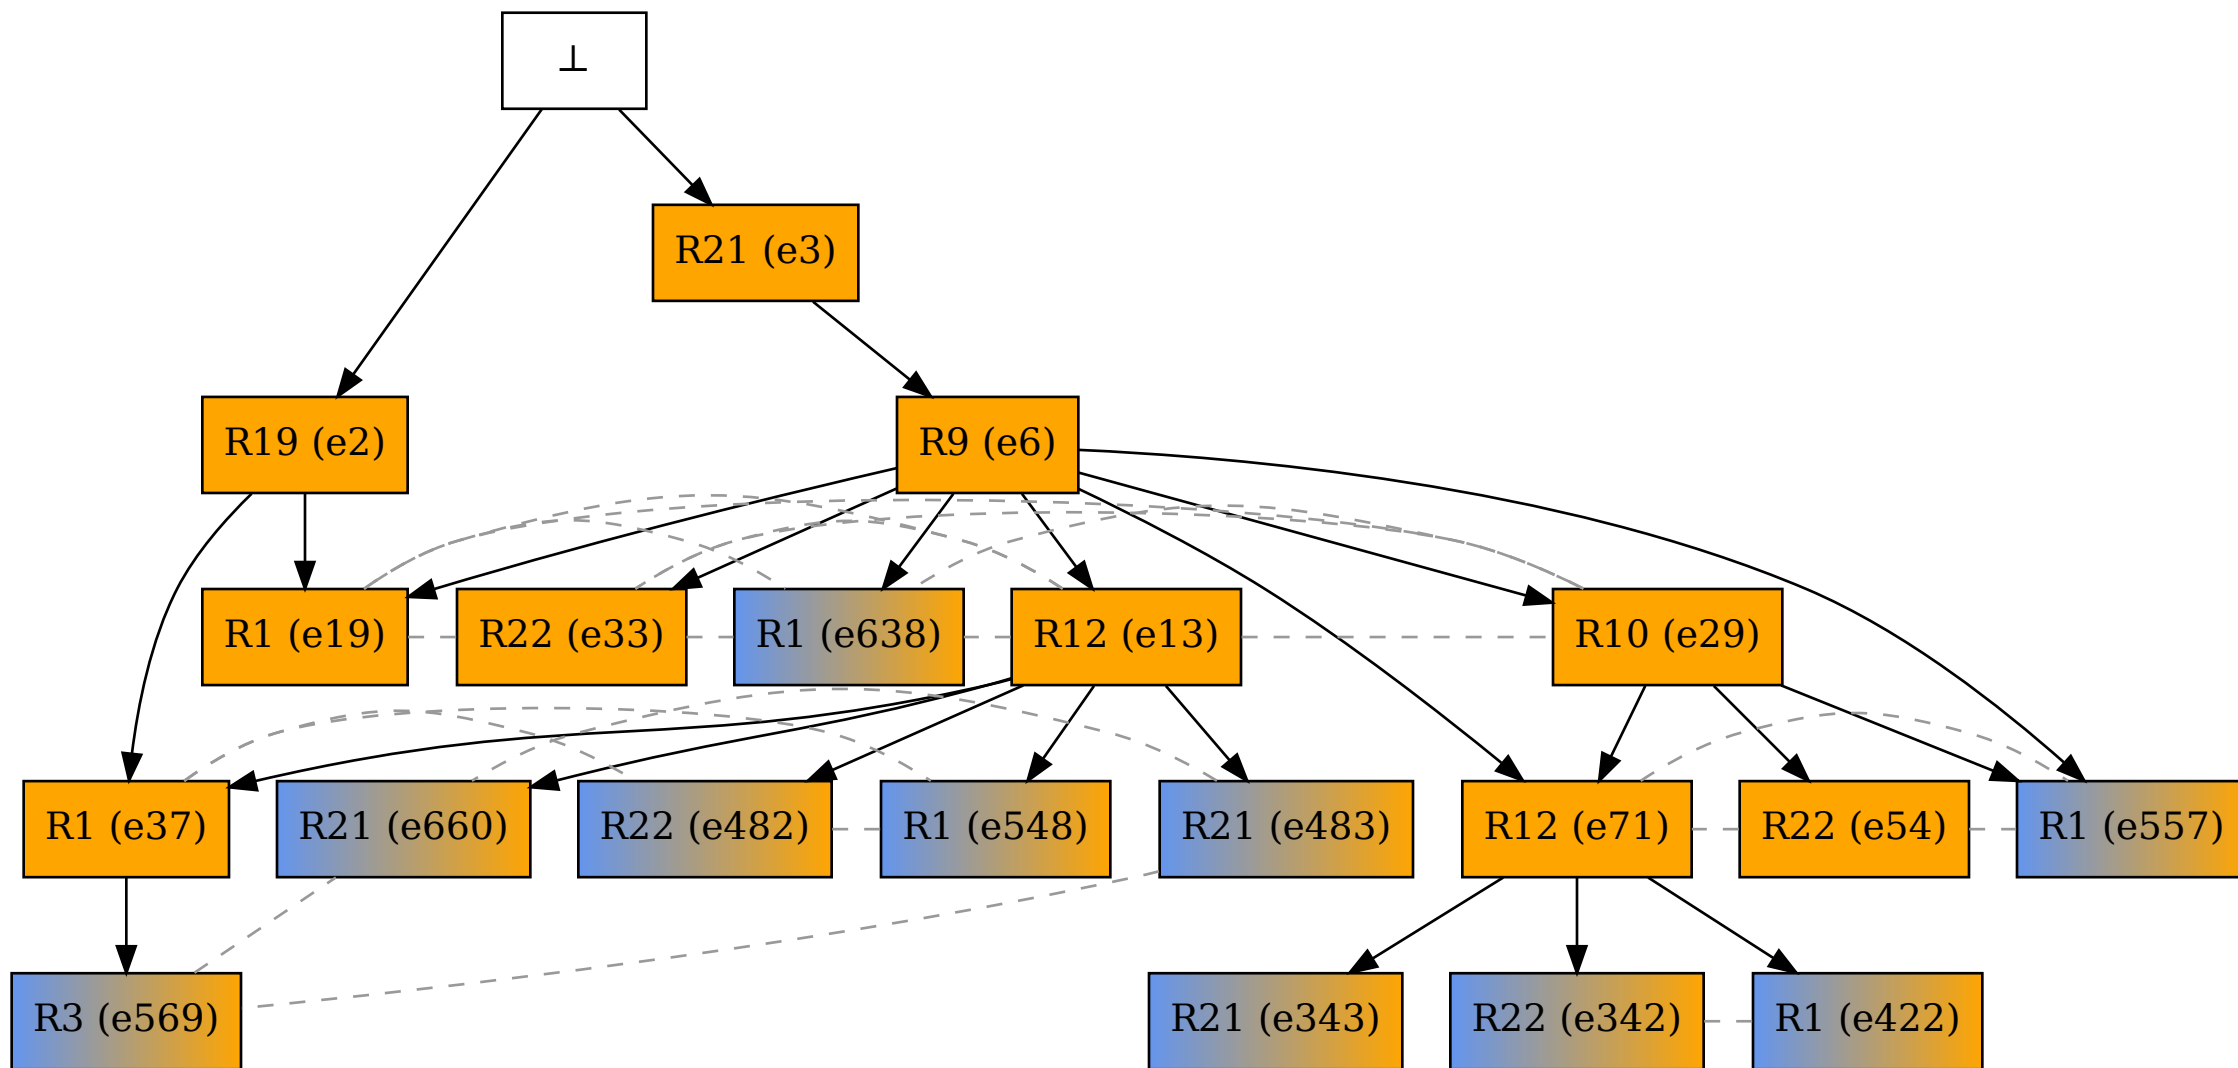 ⊥
R21 (e3)
R19 (e2)
R9 (e6)
R1 (e19)
R22 (e33)
R1 (e638)
R12 (e13)
R10 (e29)
R1 (e37)
R21 (e660)
R22 (e482)
R1 (e548)
R21 (e483)
R12 (e71)
R22 (e54)
R1 (e557)
R3 (e569)
R21 (e343)
R22 (e342)
R1 (e422)